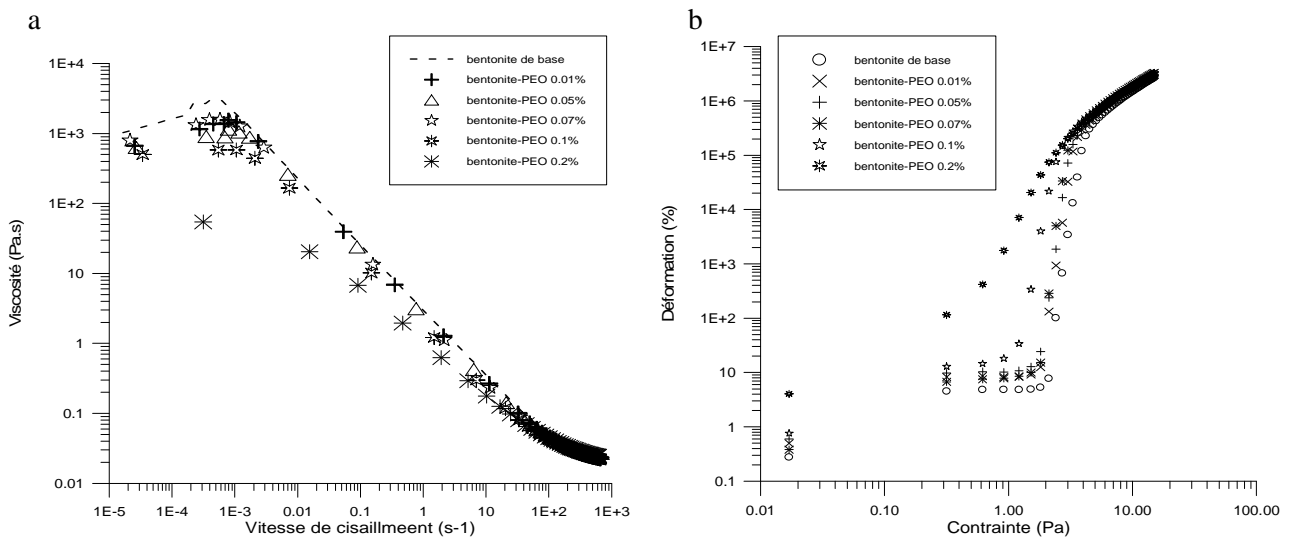 a
1E+4
1E+3
1E+2
10
1
0.1
0.01
Viscosité (Pa.s)
bentonite de base
bentonite-PEO 0.01%
bentonite-PEO 0.05%
bentonite-PEO 0.07%
bentonite-PEO 0.1%
bentonite-PEO 0.2%
1E-5
1E-4
1E-3
0.01
0.1
1
10
1E+2
1E+3
Vitesse de cisaillmeent (s-1)
b
1E+7
1E+6
1E+5
1E+4
1E+3
1E+2
10
1
0.1
Déformation (%)
bentonite de base
bentonite-PEO 0.01%
bentonite-PEO 0.05%
bentonite-PEO 0.07%
bentonite-PEO 0.1%
bentonite-PEO 0.2%
0.01
0.10
1.00
10.00
100.00
Contrainte (Pa)